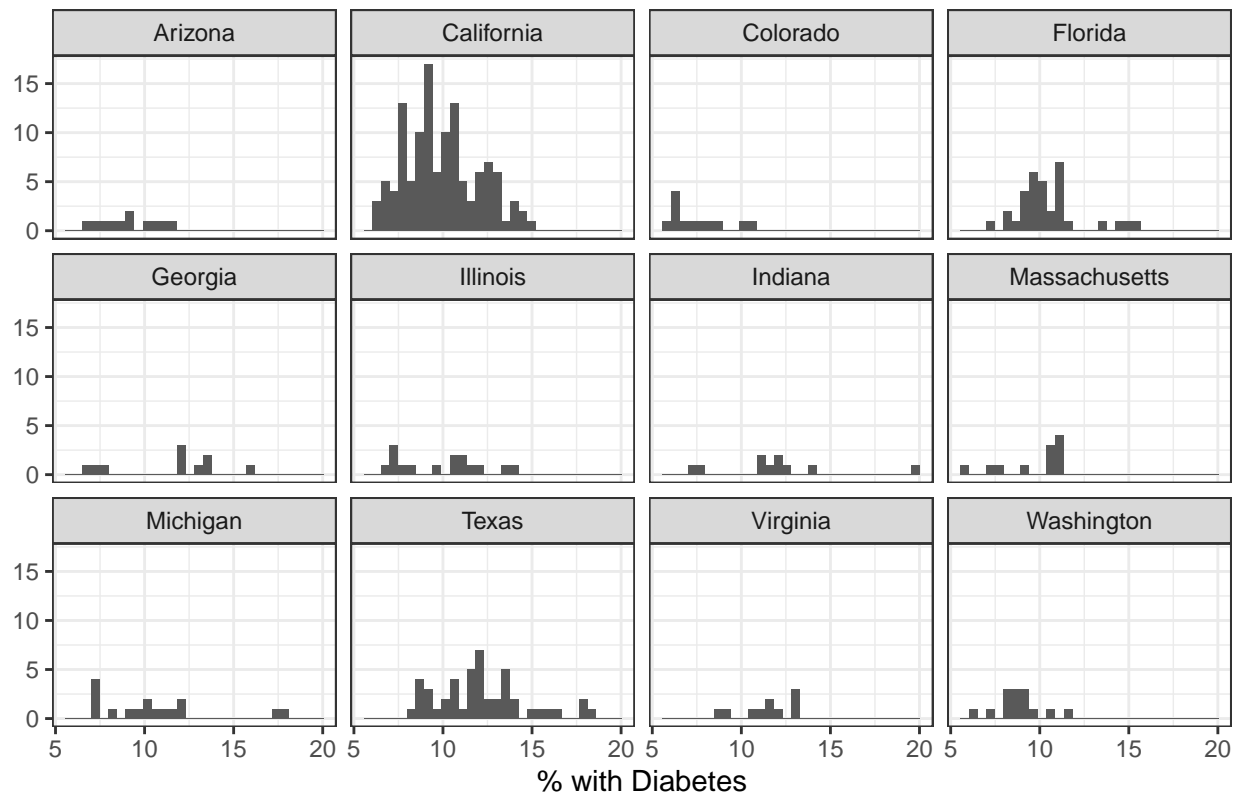 Arizona California Colorado Florida
15
10
5
0
Georgia Illinois Indiana Massachusetts
15
10
5
0
Michigan Texas Virginia Washington
15
10
5
0
5 10 15 20 5 10 15 20 5 10 15 20 5 10 15 20
% with Diabetes